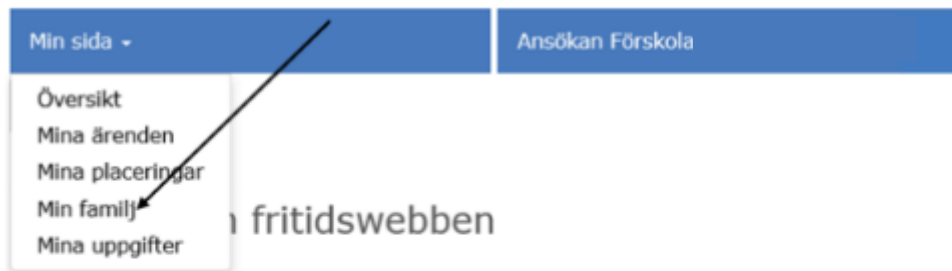 Min sida
Ansökan Förskola
Översikt
Mina ärenden
Mina placeringar
Min familj
fritidswebben
Mina uppgifter